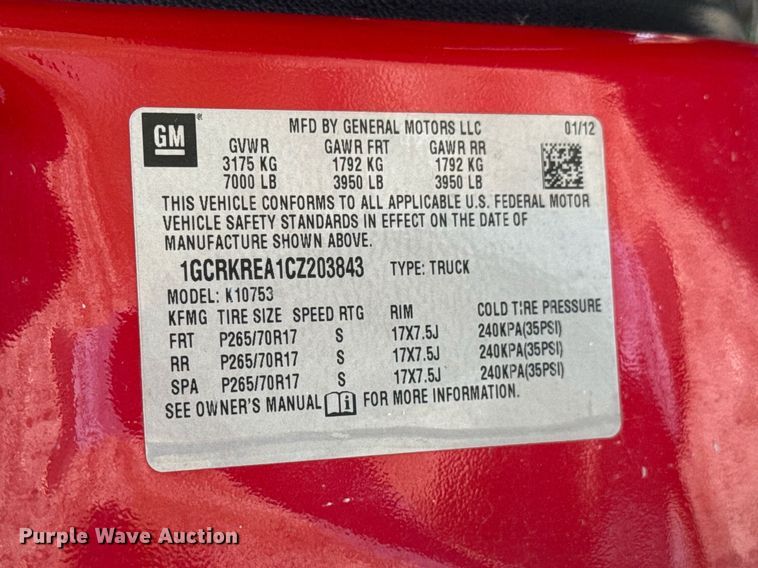 GM
MFD BY GENERAL MOTORS LLC 01/12
GVWR GAWR FRT GAWR RR
3175 KG 1792 KG 1792 KG
7000 LB 3950 LB 3950 LB
THIS VEHICLE CONFORMS TO ALL APPLICABLE U.S. FEDERAL MOTOR
VEHICLE SAFETY STANDARDS IN EFFECT ON THE DATE OF
MANUFACTURE SHOWN ABOVE.
1GCRKREA1CZ203843 TYPE: TRUCK
MODEL: K10753
KFMG TIRE SIZE SPEED RTG RIM COLD TIRE PRESSURE
FRT P265/70R17 S 17X7.5J 240KPA(35PSI)
RR P265/70R17 S 17X7.5J 240KPA(35PSI)
SPA P265/70R17 S 17X7.5J 240KPA(35PSI)
SEE OWNER'S MANUAL i FOR MORE INFORMATION.
Purple Wave Auction®